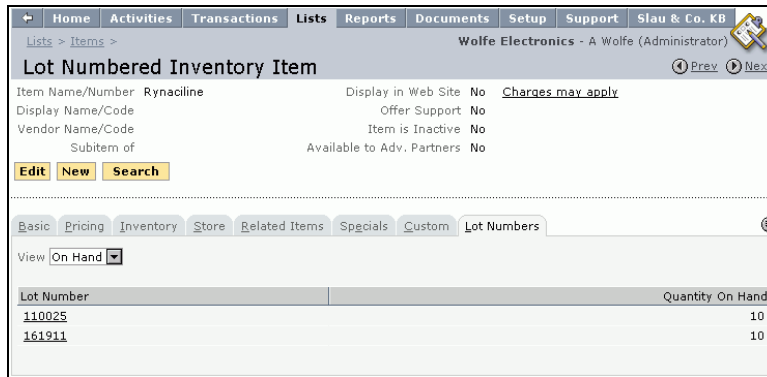 Home Activities Transactions Lists Reports Documents Setup Support Slau & Co. KB
Lists > Items >
Wolfe Electronics - A Wolfe (Administrator)
Lot Numbered Inventory Item
Prev Nex
Item Name/Number Rynaciline Display in Web Site No Charges may apply
Display Name/Code Offer Support No
Vendor Name/Code Item is Inactive No
Subitem of Available to Adv. Partners No
Edit New Search
Basic Pricing Inventory Store Related Items Specials Custom Lot Numbers
View On Hand
Lot Number Quantity On Hand
110025 10
161911 10